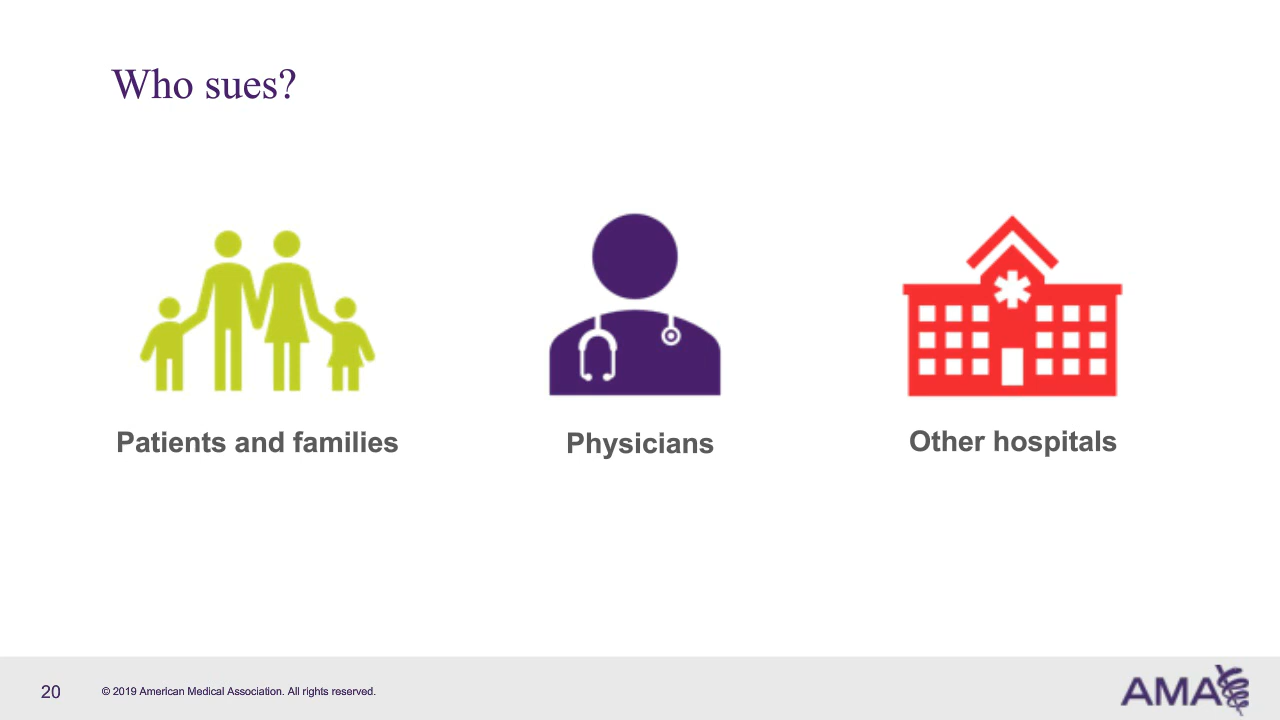 Who sues?
Patients and families
Physicians
Other hospitals
20
© 2019 American Medical Association. All rights reserved.
AMA